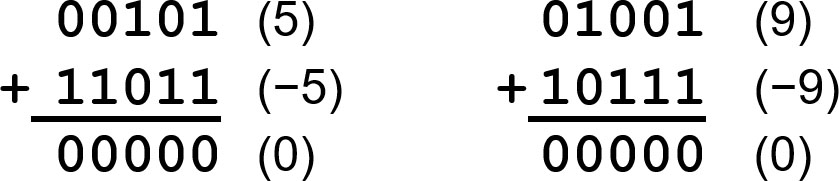 00101 (5) 01001 (9)
+ 11011 (−5) + 10111 (−9)
00000 (0) 00000 (0)